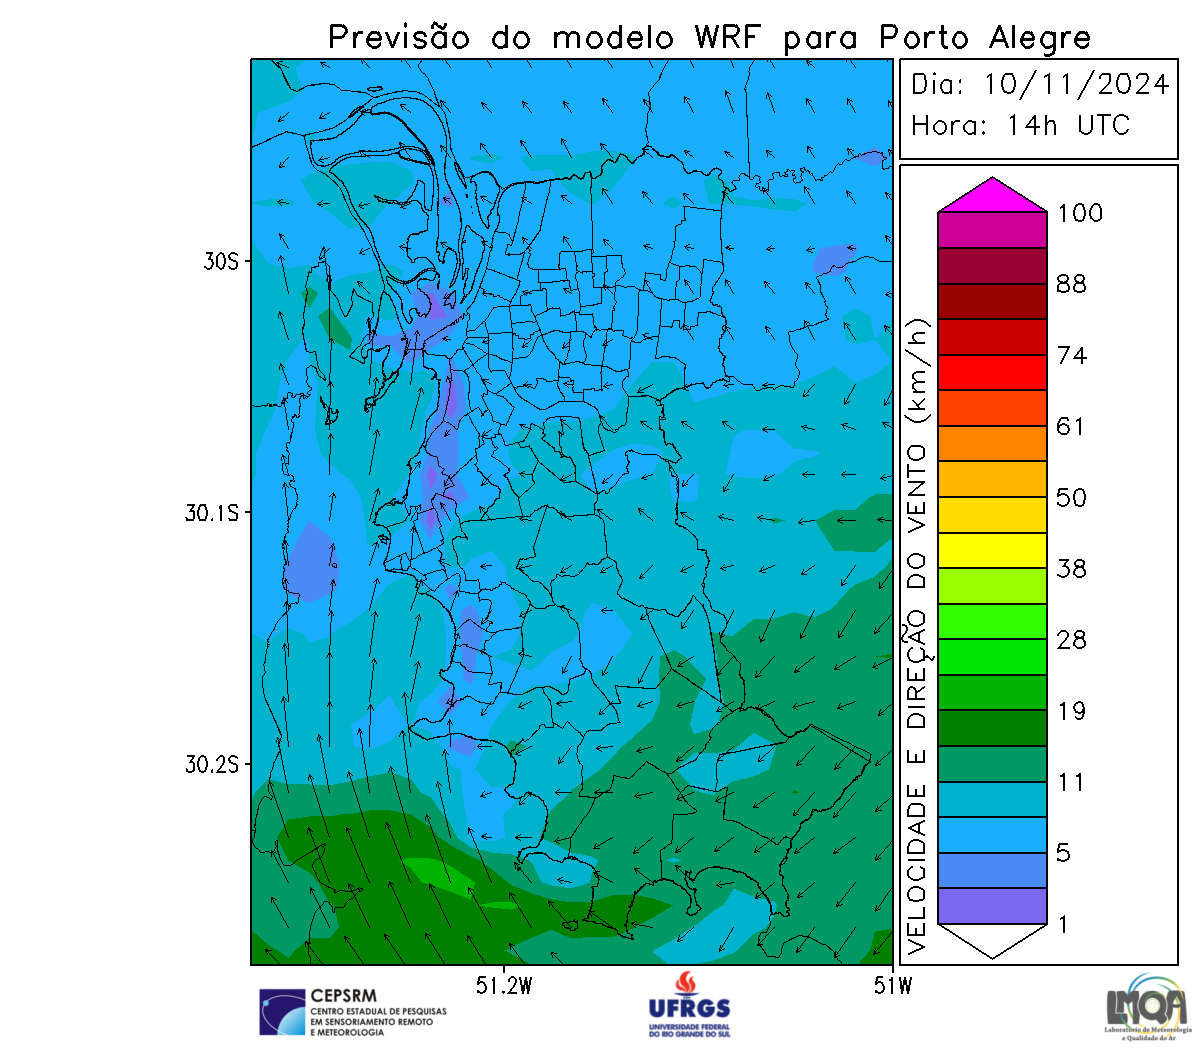 Previsão do modelo WRF para Porto Alegre
Dia: 10/11/2024
Hora: 14h UTC
30S
30.1S
30.2S
51.2W
51W
VELOCIDADE E DIREÇÃO DO VENTO (km/h)
100
88
74
61
50
38
28
19
11
5
1
CEPSRM
CENTRO ESTADUAL DE PESQUISAS
EM SENSORIAMENTO REMOTO
E METEOROLOGIA
UFRGS
UNIVERSIDADE FEDERAL
DO RIO GRANDE DO SUL
LMQA
Laboratório de Meteorologia
e Qualidade do Ar